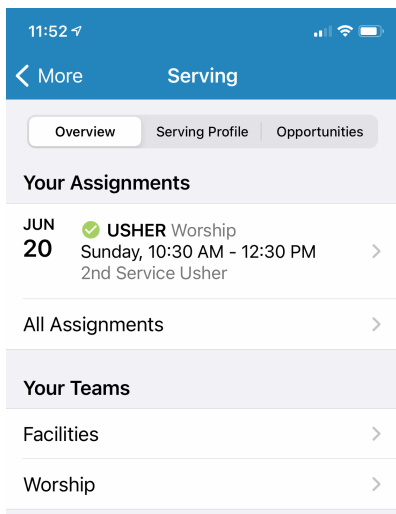 11:52
More
Serving
Overview
Serving Profile
Opportunities
Your Assignments
JUN
20
USHER Worship
Sunday, 10:30 AM - 12:30 PM
2nd Service Usher
All Assignments
Your Teams
Facilities
Worship